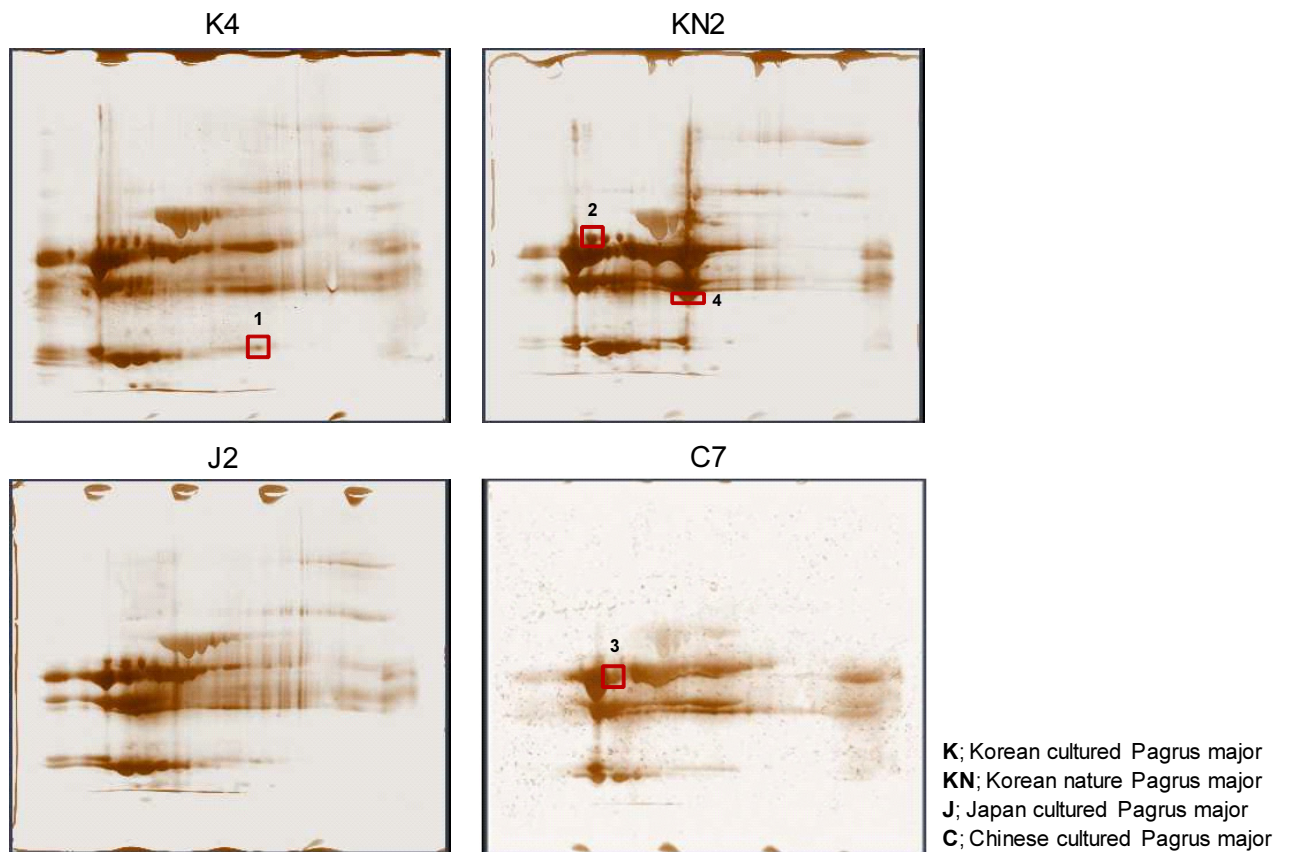 K4
KN2
2
4
1
J2
C7
3
K; Korean cultured Pagrus major
KN; Korean nature Pagrus major
J; Japan cultured Pagrus major
C; Chinese cultured Pagrus major